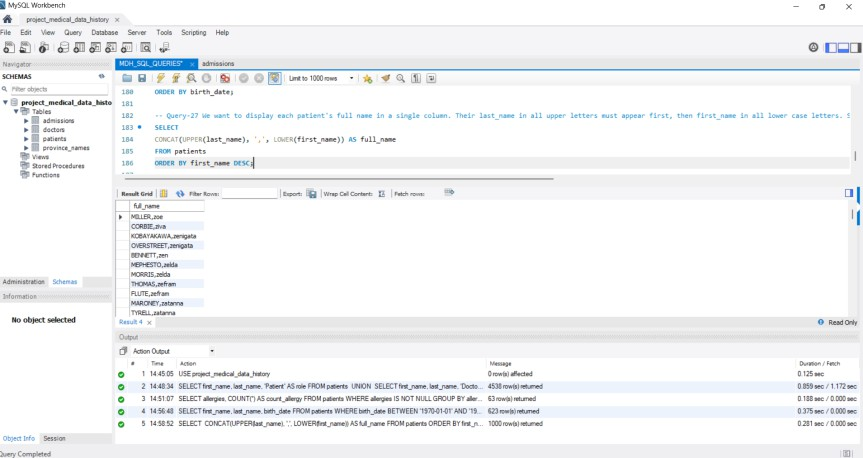 MySQL Workbench
project_medical_data_history ×
File Edit View Query Database Server Tools Scripting Help
Navigator
SCHEMAS
Filter objects
project_medical_data_histo
Tables
admissions
doctors
patients
province_names
Views
Stored Procedures
Functions
Administration Schemas
Information
No object selected
Object Info Session
Query Completed
MDH_SQL_QUERIES* × admissions
Limit to 1000 rows
180 ORDER BY birth_date;
181
182 -- Query-27 We want to display each patient's full name in a single column. Their last_name in all upper letters must appear first, then first_name in all lower case letters. S
183 SELECT
184 CONCAT(UPPER(last_name), ',', LOWER(first_name)) AS full_name
185 FROM patients
186 ORDER BY first_name DESC;
Result Grid Filter Rows: Export: Wrap Cell Content: Fetch rows:
full_name
MILLER,zoe
CORBIE,ziva
KOBAYAKAWA,zenigata
OVERSTREET,zenigata
BENNETT,zen
MEPHESTO,zelda
MORRIS,zelda
THOMAS,zefram
FLUTE,zefram
MARONEY,zatanna
TYRELL,zatanna
Result 4 × Read Only
Output
Action Output
# Time Action Message Duration / Fetch
1 14:45:05 USE project_medical_data_history 0 row(s) affected 0.125 sec
2 14:48:34 SELECT first_name, last_name, 'Patient' AS role FROM patients UNION SELECT first_name, last_name, 'Docto... 4538 row(s) returned 0.859 sec / 1.172 sec
3 14:51:07 SELECT allergies, COUNT(*) AS count_allergy FROM patients WHERE allergies IS NOT NULL GROUP BY aller... 63 row(s) returned 0.188 sec / 0.000 sec
4 14:56:48 SELECT first_name, last_name, birth_date FROM patients WHERE birth_date BETWEEN '1970-01-01' AND '19... 623 row(s) returned 0.375 sec / 0.000 sec
5 14:58:52 SELECT CONCAT(UPPER(last_name), ',', LOWER(first_name)) AS full_name FROM patients ORDER BY first_n... 1000 row(s) returned 0.281 sec / 0.000 sec